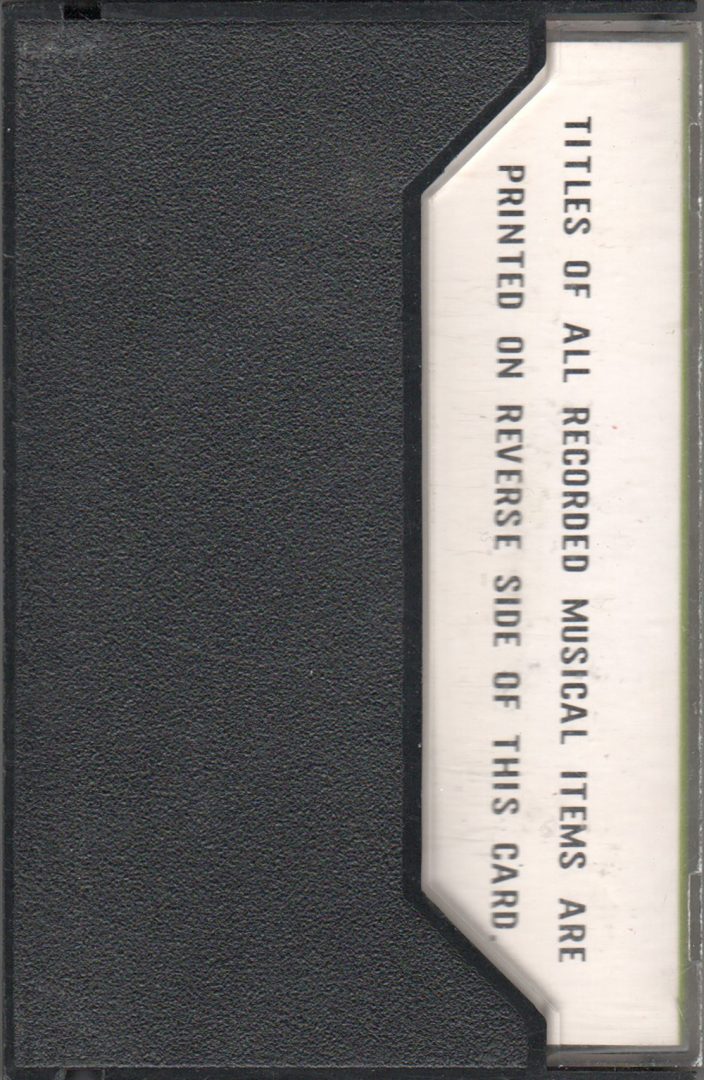 TITLES OF ALL RECORDED MUSICAL ITEMS ARE
PRINTED ON REVERSE SIDE OF THIS CARD.